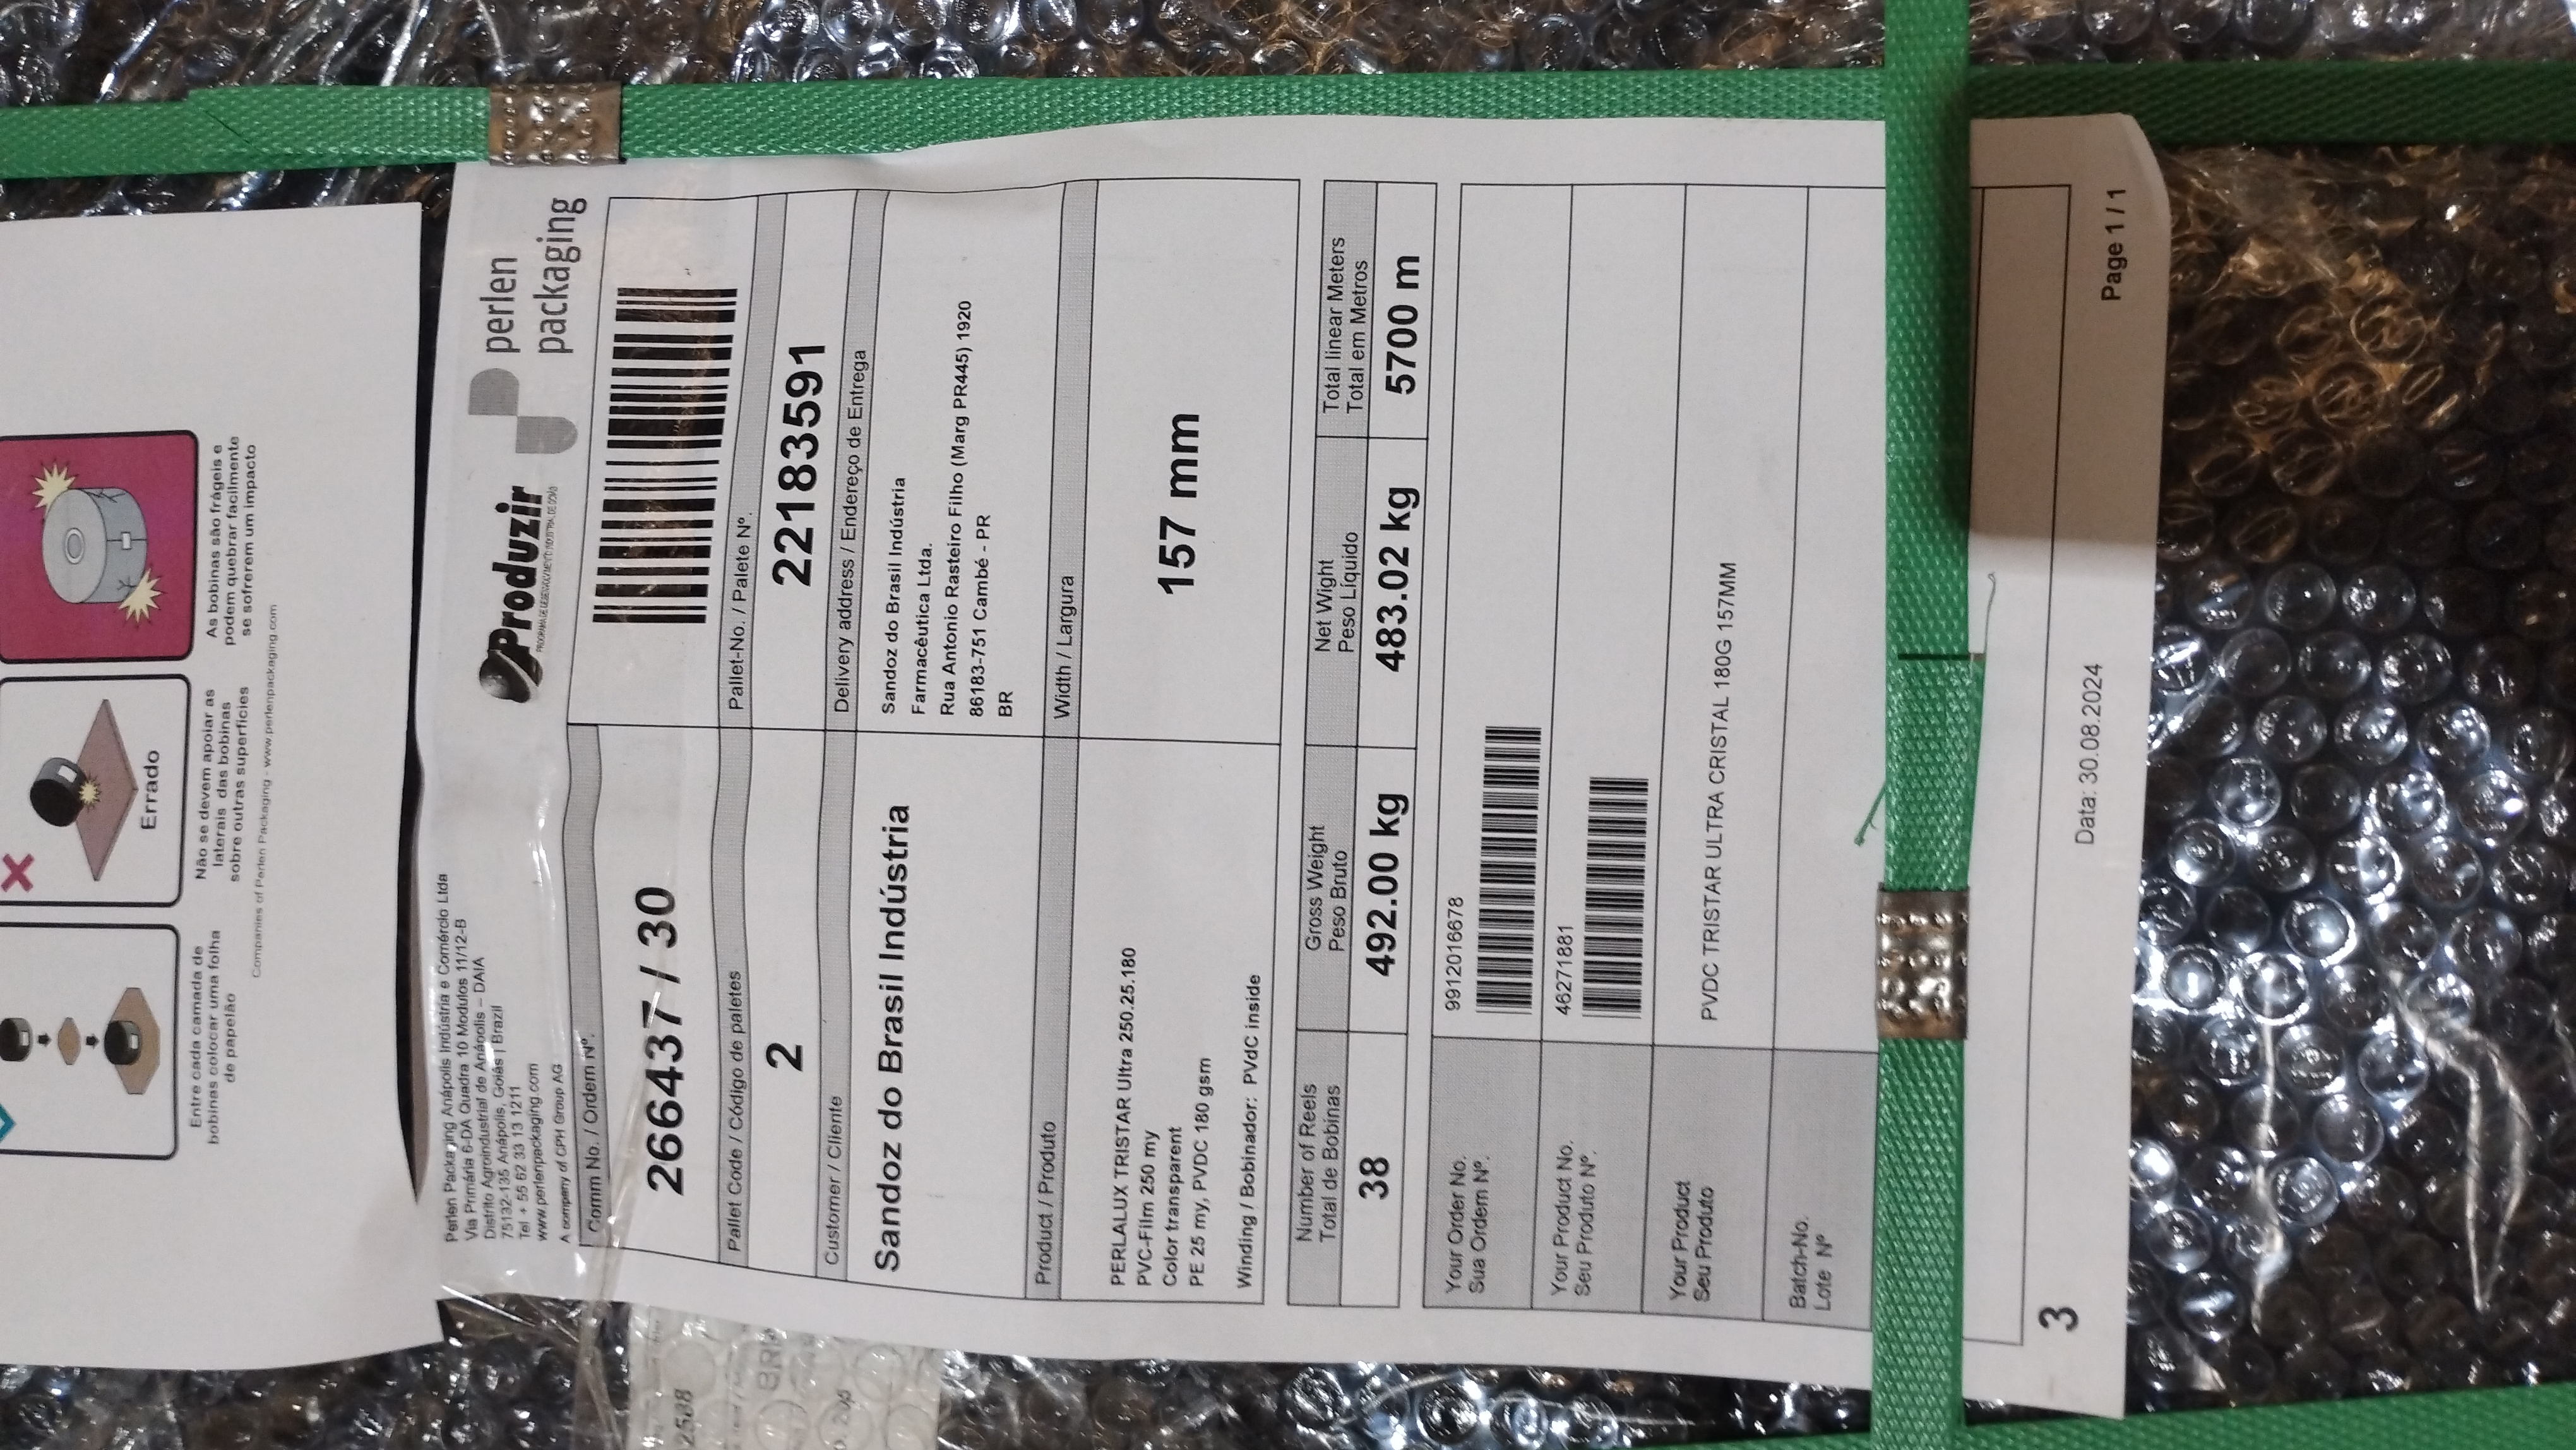 Entre cada camada de
bobinas colocar uma folha
de papelão
Errado
Não se devem apoiar as
laterais das bobinas
sobre outras superfícies
As bobinas são frágeis e
podem quebrar facilmente
se sofrerem um impacto
Companies of Perlen Packaging - www.perlenpackaging.com
Perlen Packaging Anápolis Indústria e Comércio Ltda
Via Primária 6-DA Quadra 10 Modulos 11/12-B
Distrito Agroindustrial de Anápolis – DAIA
75132-135 Anápolis, Goiás | Brazil
Tel + 55 62 33 13 1211
www.perlenpackaging.com
A company of CPH Group AG
Produzir
perlen
packaging
Comm No. / Ordem Nº.
266437 / 30
Pallet Code / Código de paletes
Pallet-No. / Palete Nº.
2
22183591
Customer / Cliente
Delivery address / Endereço de Entrega
Sandoz do Brasil Indústria
Sandoz do Brasil Indústria
Farmacêutica Ltda.
Rua Antonio Rasteiro Filho (Marg PR445) 1920
86183-751 Cambé - PR
BR
Product / Produto
Width / Largura
PERLALUX TRISTAR Ultra 250.25.180
PVC-Film 250 my
Color transparent
PE 25 my, PVDC 180 gsm
Winding / Bobinador: PVdC inside
157 mm
Number of Reels
Total de Bobinas
Gross Weight
Peso Bruto
Net Wight
Peso Líquido
Total linear Meters
Total em Metros
38
492.00 kg
483.02 kg
5700 m
Your Order No.
Sua Ordem Nº.
9912016678
Your Product No.
Seu Produto Nº.
46271881
Your Product
Seu Produto
PVDC TRISTAR ULTRA CRISTAL 180G 157MM
Batch-No.
Lote Nº
3
Data: 30.08.2024
Page 1 / 1